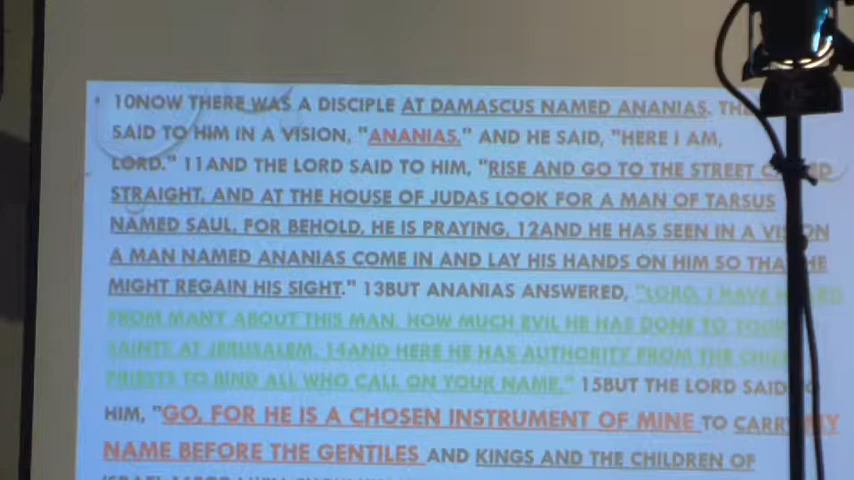 • 10NOW THERE WAS A DISCIPLE AT DAMASCUS NAMED ANANIAS.
SAID TO HIM IN A VISION, "ANANIAS." AND HE SAID, "HERE I AM,
LORD." 11AND THE LORD SAID TO HIM, "RISE AND GO TO THE STREET
STRAIGHT, AND AT THE HOUSE OF JUDAS LOOK FOR A MAN OF TARSUS
NAMED SAUL, FOR BEHOLD, HE IS PRAYING, 12AND HE HAS SEEN IN A VISION
A MAN NAMED ANANIAS COME IN AND LAY HIS HANDS ON HIM SO THAT HE
MIGHT REGAIN HIS SIGHT." 13BUT ANANIAS ANSWERED, "LORD, I HAVE HEARD
FROM MANY ABOUT THIS MAN, HOW MUCH EVIL HE HAS DONE TO YOUR
SAINTS AT JERUSALEM. 14AND HERE HE HAS AUTHORITY FROM THE CHIEF
PRIESTS TO BIND ALL WHO CALL ON YOUR NAME." 15BUT THE LORD SAID TO
HIM, "GO, FOR HE IS A CHOSEN INSTRUMENT OF MINE TO CARRY MY
NAME BEFORE THE GENTILES AND KINGS AND THE CHILDREN OF